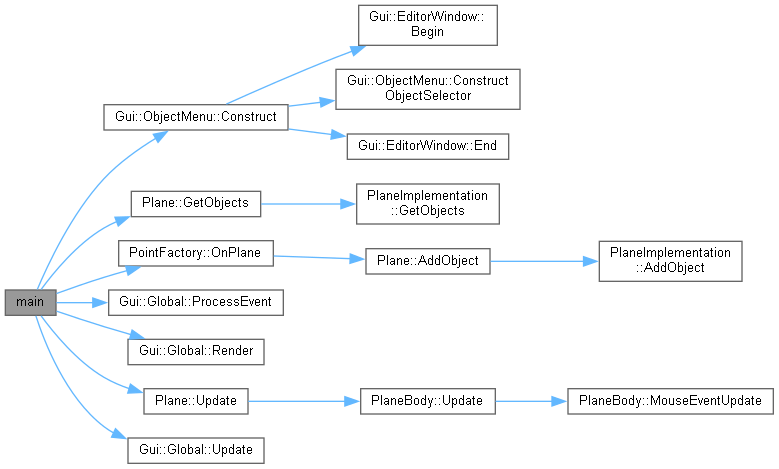 Gui::EditorWindow::
Begin
Gui::ObjectMenu::Construct
ObjectSelector
Gui::ObjectMenu::Construct
Gui::EditorWindow::End
Plane::GetObjects
PlaneImplementation
::GetObjects
PointFactory::OnPlane
Plane::AddObject
PlaneImplementation
::AddObject
main
Gui::Global::ProcessEvent
Gui::Global::Render
Plane::Update
PlaneBody::Update
PlaneBody::MouseEventUpdate
Gui::Global::Update